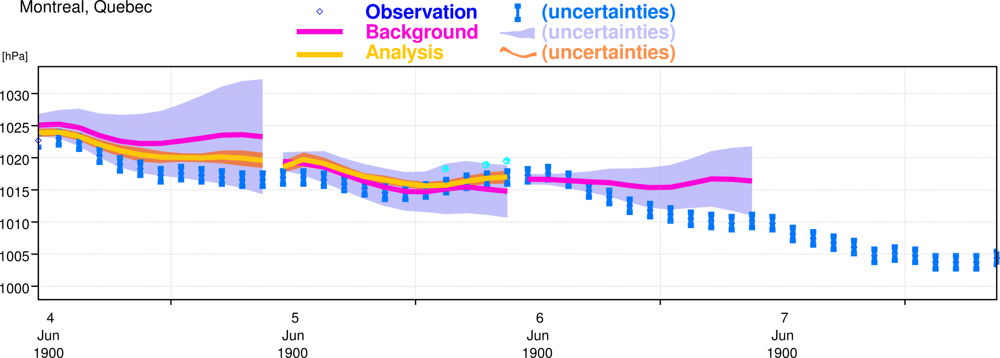 Montreal, Quebec
Observation (uncertainties)
Background (uncertainties)
Analysis (uncertainties)
[hPa]
1030
1025
1020
1015
1010
1005
1000
4 5 6 7
Jun Jun Jun Jun
1900 1900 1900 1900